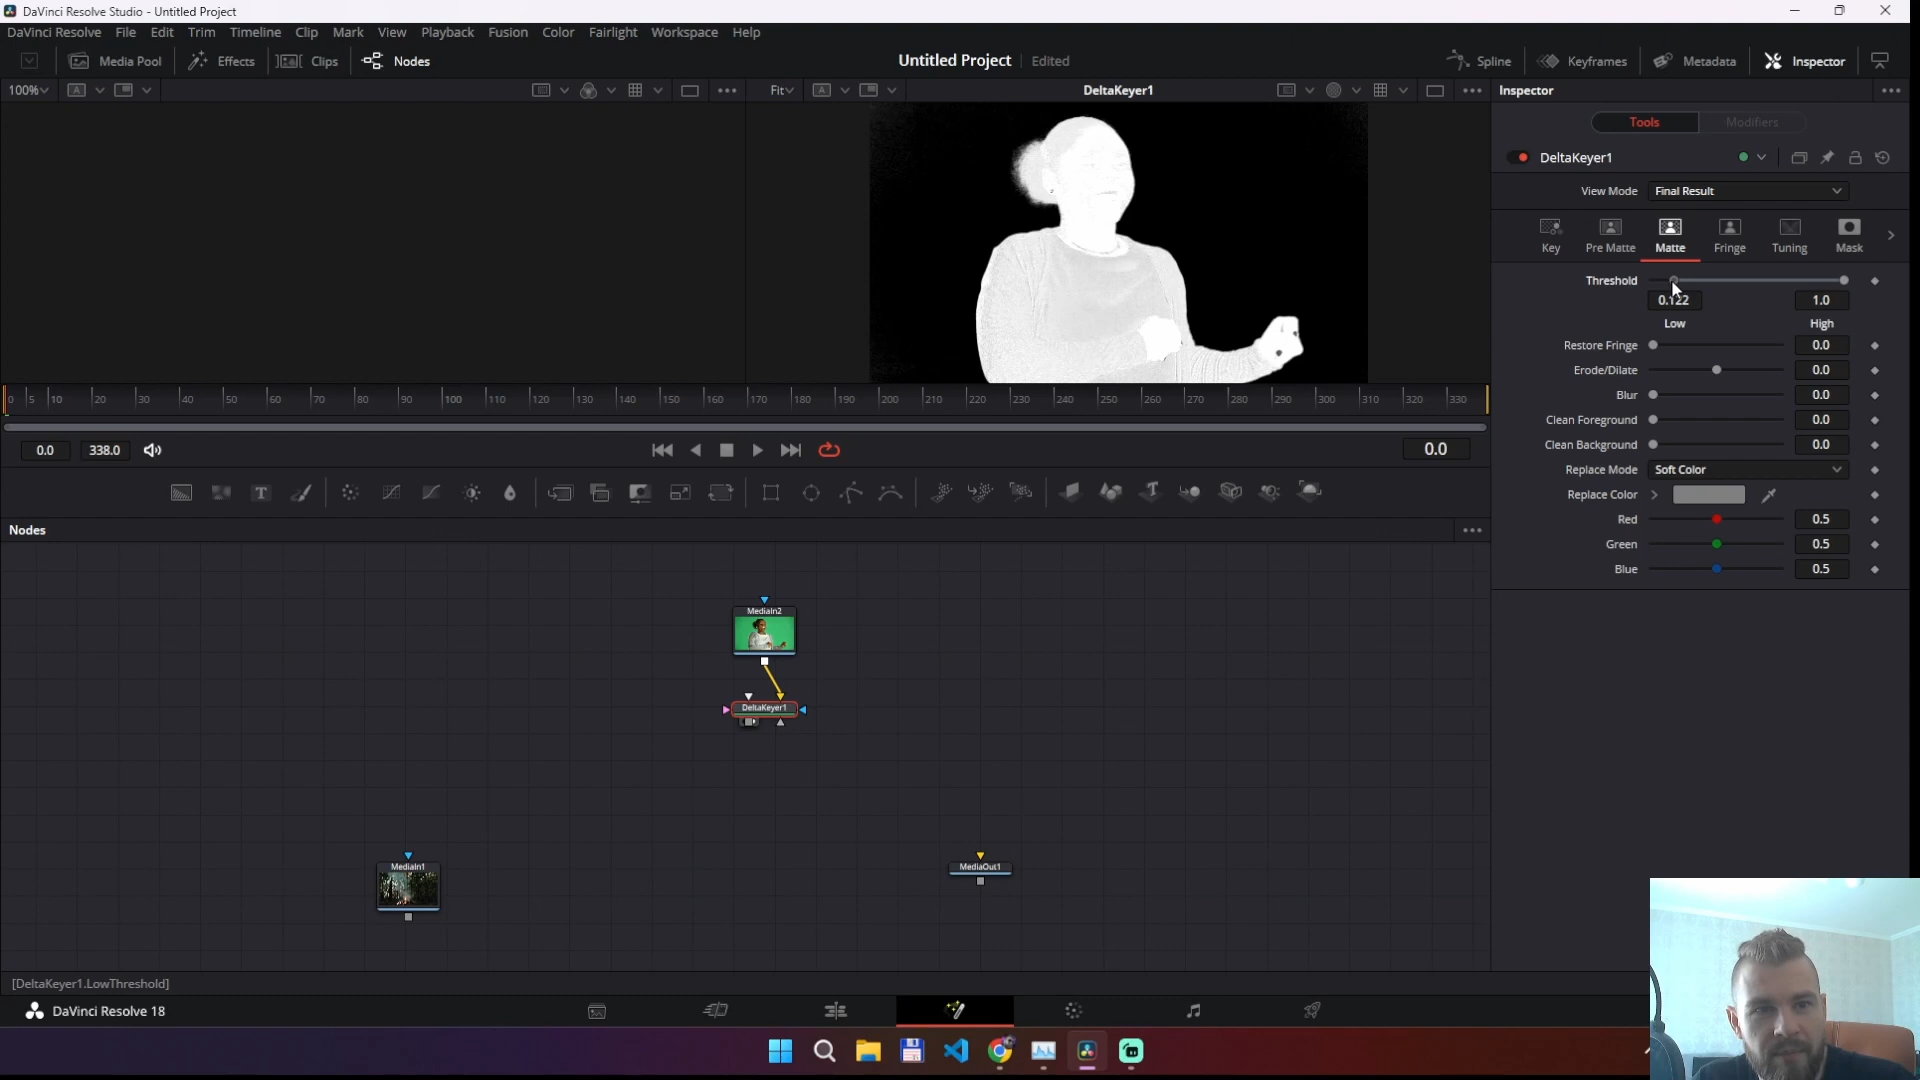 DaVinci Resolve Studio - Untitled Project
DaVinci Resolve File Edit Trim Timeline Clip Mark View Playback Fusion Color Fairlight Workspace Help
Media Pool Effects Clips Nodes Untitled Project Edited Spline Keyframes Metadata Inspector
100% A Fit A DeltaKeyer1 Inspector
Tools Modifiers
DeltaKeyer1
View Mode Final Result
Key Pre Matte Matte Fringe Tuning Mask
Threshold
0.122 1.0
Low High
Restore Fringe 0.0
Erode/Dilate 0.0
Blur 0.0
Clean Foreground 0.0
Clean Background 0.0
Replace Mode Soft Color
Replace Color
Red 0.5
Green 0.5
Blue 0.5
0 5 10 20 30 40 50 60 70 80 90 100 110 120 130 140 150 160 170 180 190 200 210 220 230 240 250 260 270 280 290 300 310 320 330
0.0 338.0 0.0
T T
Nodes
MediaIn2
DeltaKeyer1
MediaIn1
MediaOut1
[DeltaKeyer1.LowThreshold]
DaVinci Resolve 18